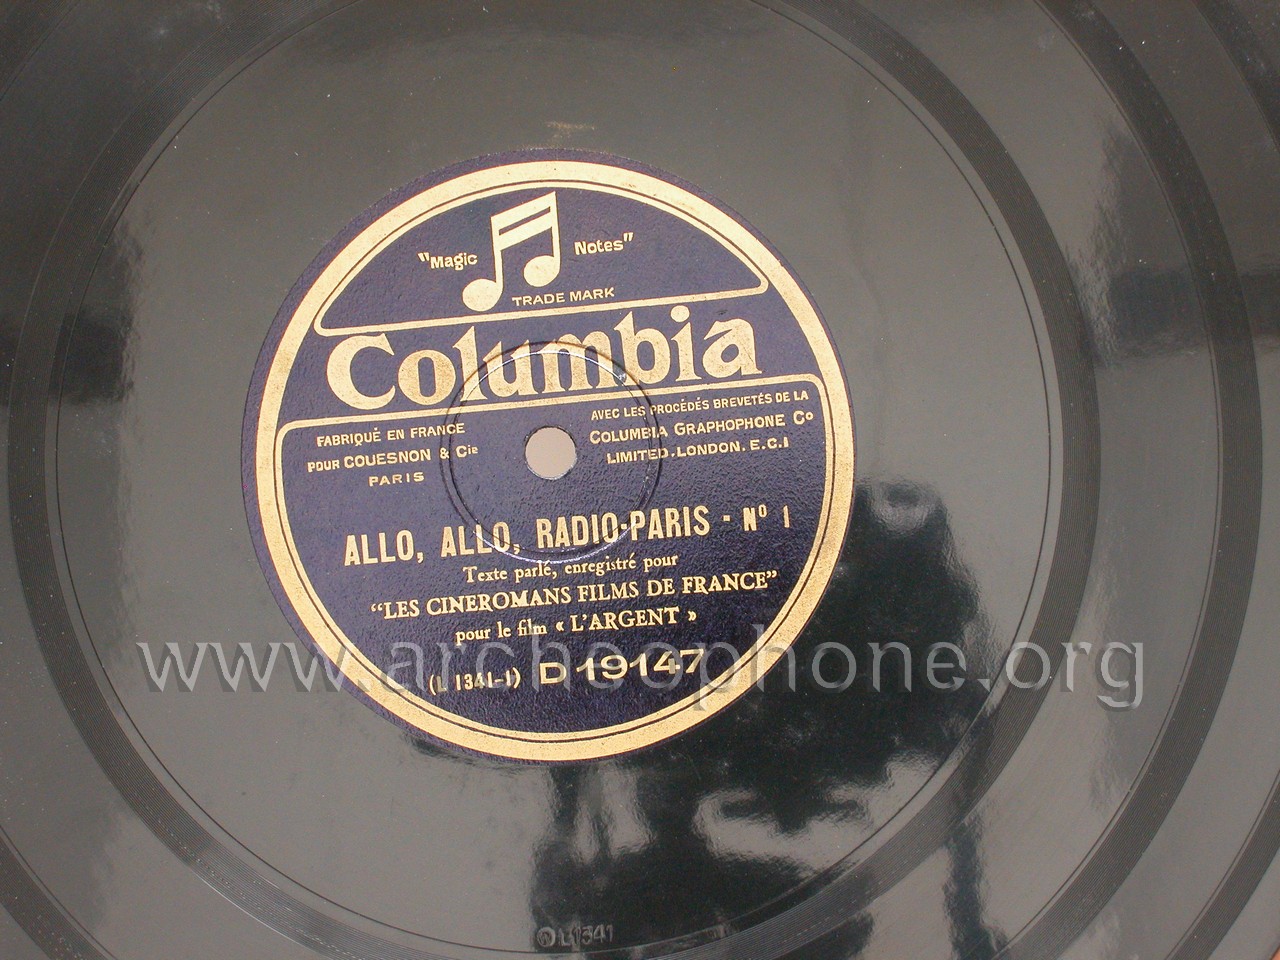 "Magic Notes"
TRADE MARK
Columbia
FABRIQUÉ EN FRANCE
POUR COUESNON & Cie
PARIS
AVEC LES PROCÉDÉS BREVETÉS DE LA
COLUMBIA GRAPHOPHONE Co
LIMITED. LONDON. E.C.1
ALLO, ALLO, RADIO-PARIS - No 1
Texte parlé, enregistré pour
"LES CINEROMANS FILMS DE FRANCE"
pour le film « L'ARGENT »
(L 1341-1) D 19147
www.archeophone.org
W L1341